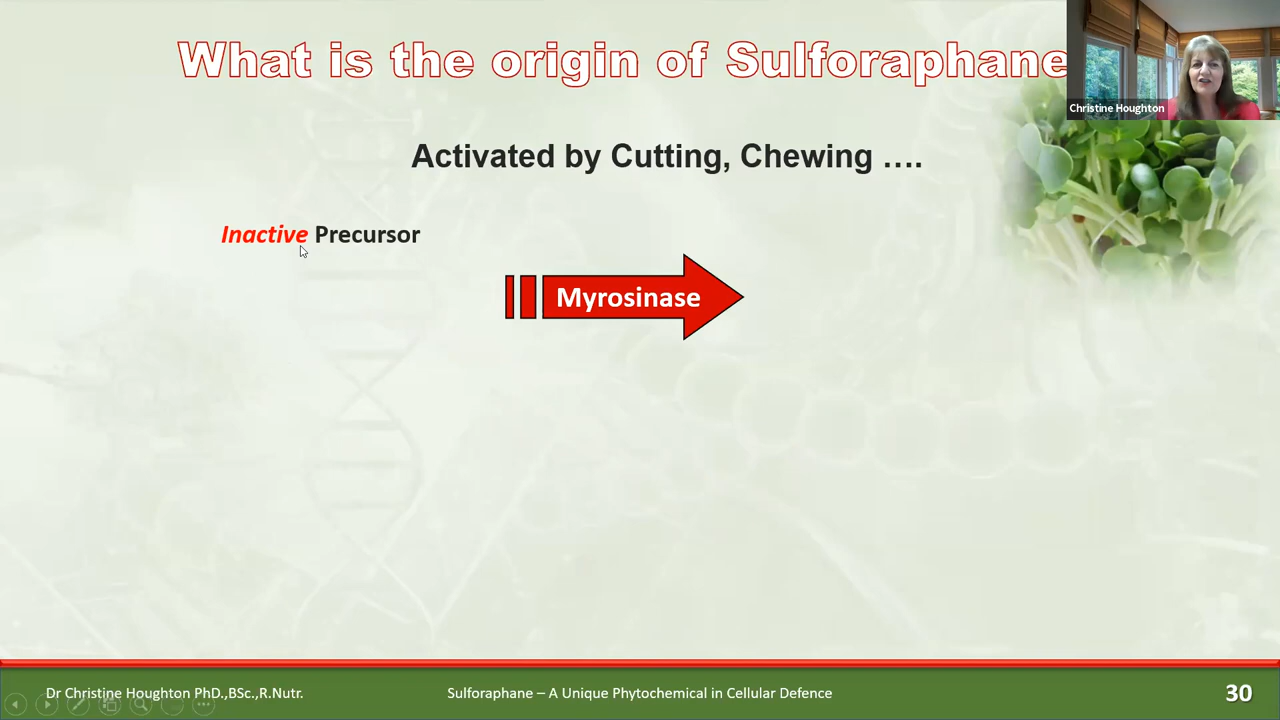 What is the origin of Sulforaphane
Christine Houghton
Activated by Cutting, Chewing ….
Inactive Precursor
Myrosinase
Dr Christine Houghton PhD.,BSc.,R.Nutr.
Sulforaphane – A Unique Phytochemical in Cellular Defence
30